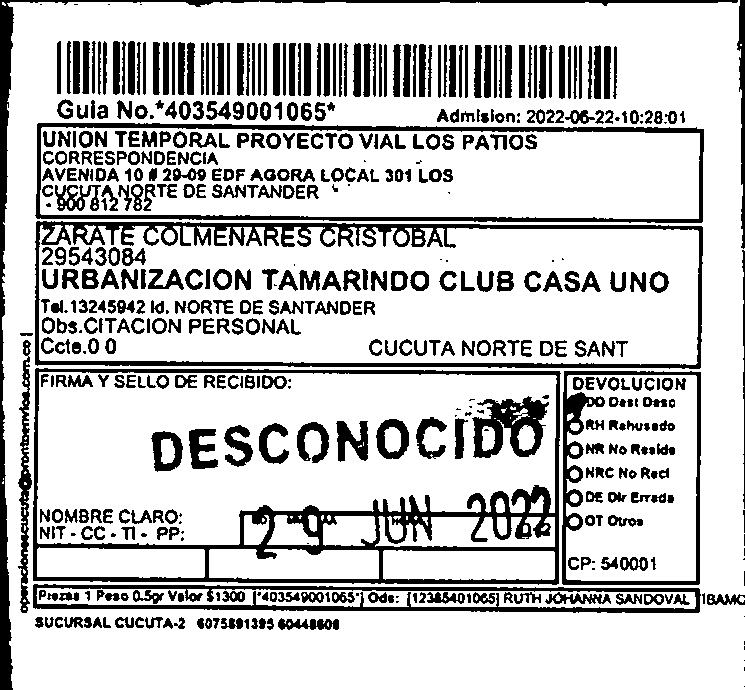 Guia No.*403549001065*
Admision: 2022-06-22-10:28:01
UNION TEMPORAL PROYECTO VIAL LOS PATIOS
CORRESPONDENCIA
AVENIDA 10 # 29-09 EDF AGORA LOCAL 301 LOS
CUCUTA NORTE DE SANTANDER
- 900 812 782
ZARATE COLMENARES CRISTOBAL
29543084
URBANIZACION TAMARINDO CLUB CASA UNO
Tel.13245942 Id. NORTE DE SANTANDER
Obs.CITACION PERSONAL
Ccte.0 0 CUCUTA NORTE DE SANT
FIRMA Y SELLO DE RECIBIDO:
DESCONOCIDO
NOMBRE CLARO:
NIT - CC - TI - PP:
29 JUN 2022
DEVOLUCION
DO Dest Desc
RH Rehusado
NR No Reside
NRC No Recl
DE Dir Errada
OT Otros
CP: 540001
operacionescucuta@prontoenvios.com.co
Piezas 1 Peso 0.5gr Valor $1300 [*403549001065*] Ods: [12385401065] RUTH JOHANNA SANDOVAL
SUCURSAL CUCUTA-2 6075891395 60448608